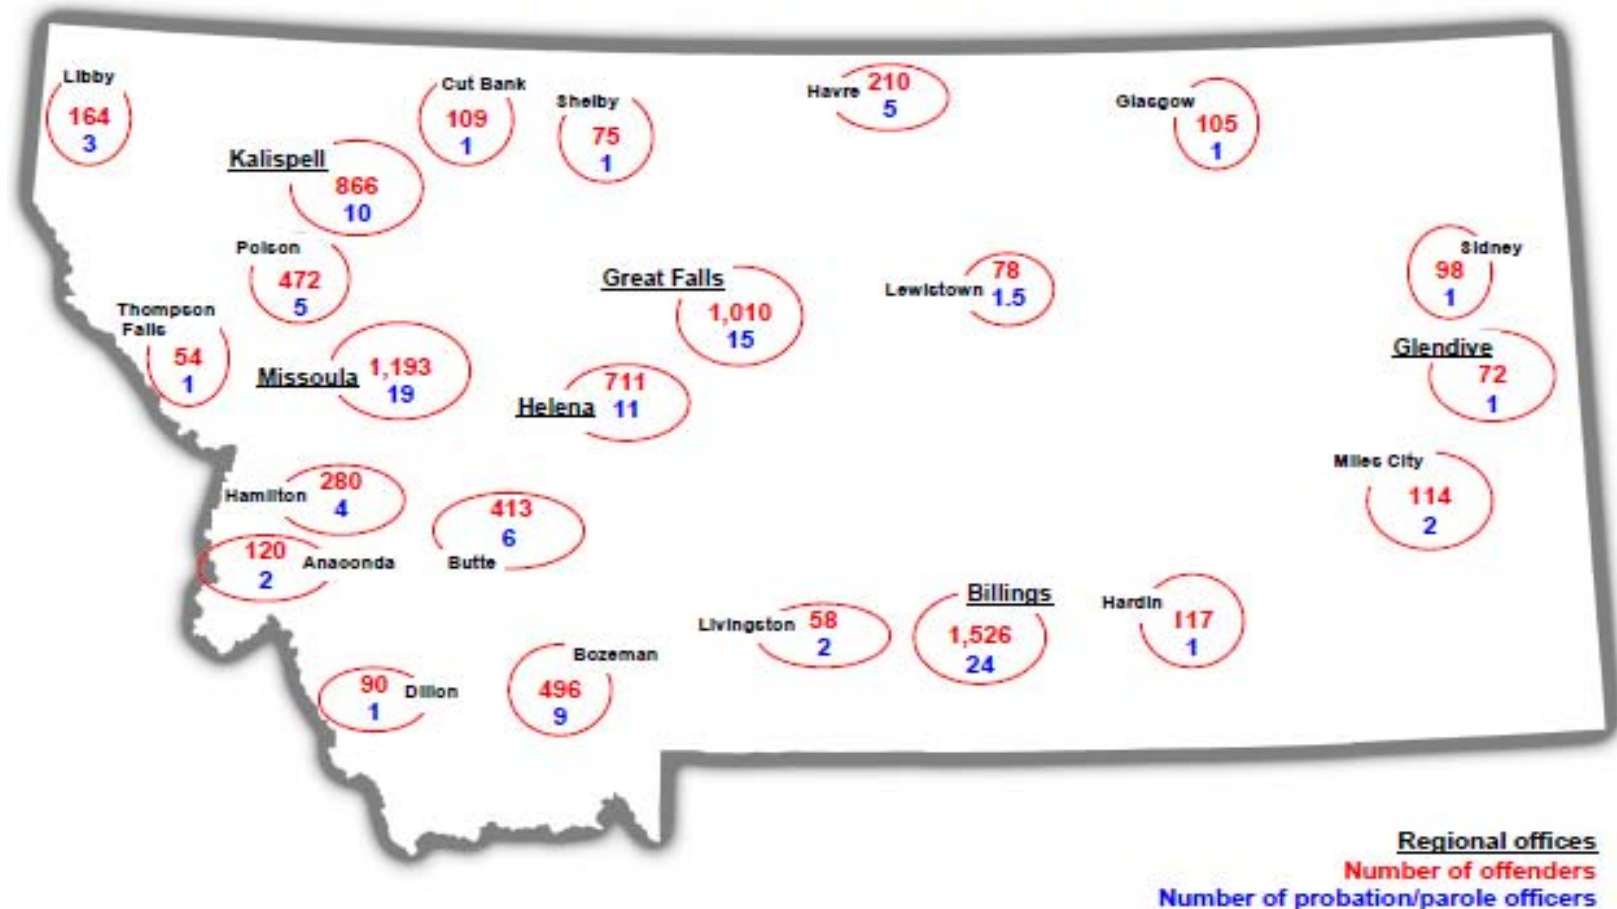 Libby
164
3
Cut Bank
109
1
Shelby
75
1
Havre 210
5
Glasgow
105
1
Kalispell
866
10
Polson
472
5
Thompson
Falls
54
1
Missoula 1,193
19
Great Falls
1,010
15
Helena
711
11
Lewistown
78
1.5
Sidney
98
1
Glendive
72
1
Miles City
114
2
Hamilton
280
4
120
2
Anaconda
413
6
Butte
Livingston 58
2
Billings
1,526
24
Hardin
117
1
90
1
Dillon
Bozeman
496
9
Regional offices
Number of offenders
Number of probation/parole officers